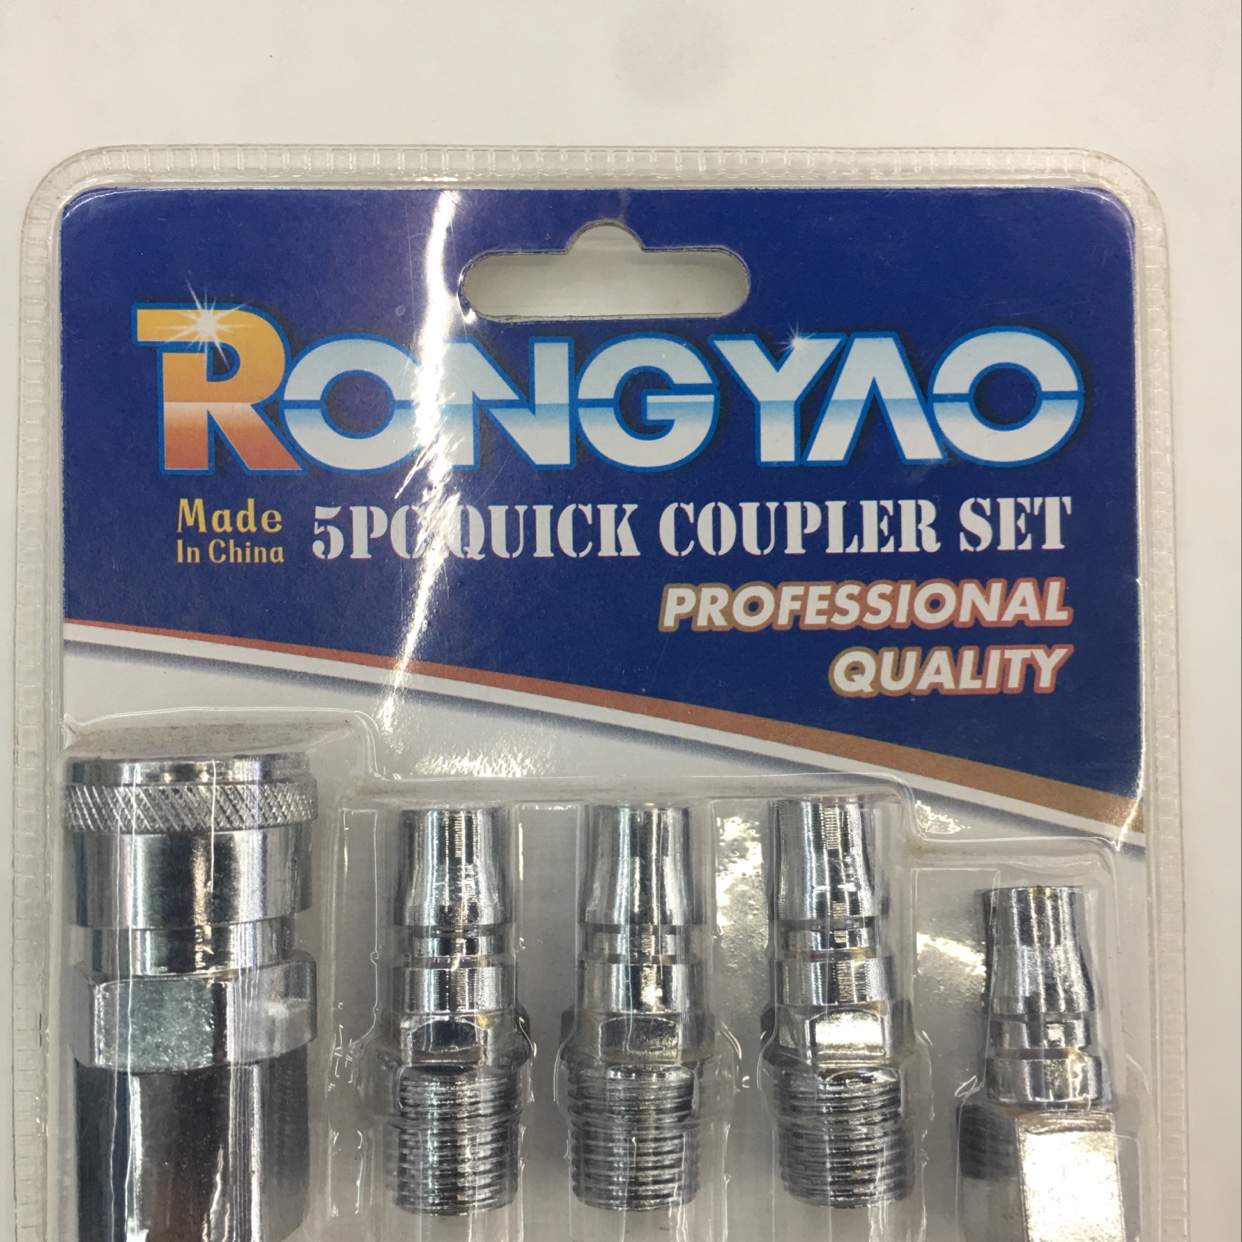 RONGYAO
Made
In China
5PC QUICK COUPLER SET
PROFESSIONAL
QUALITY